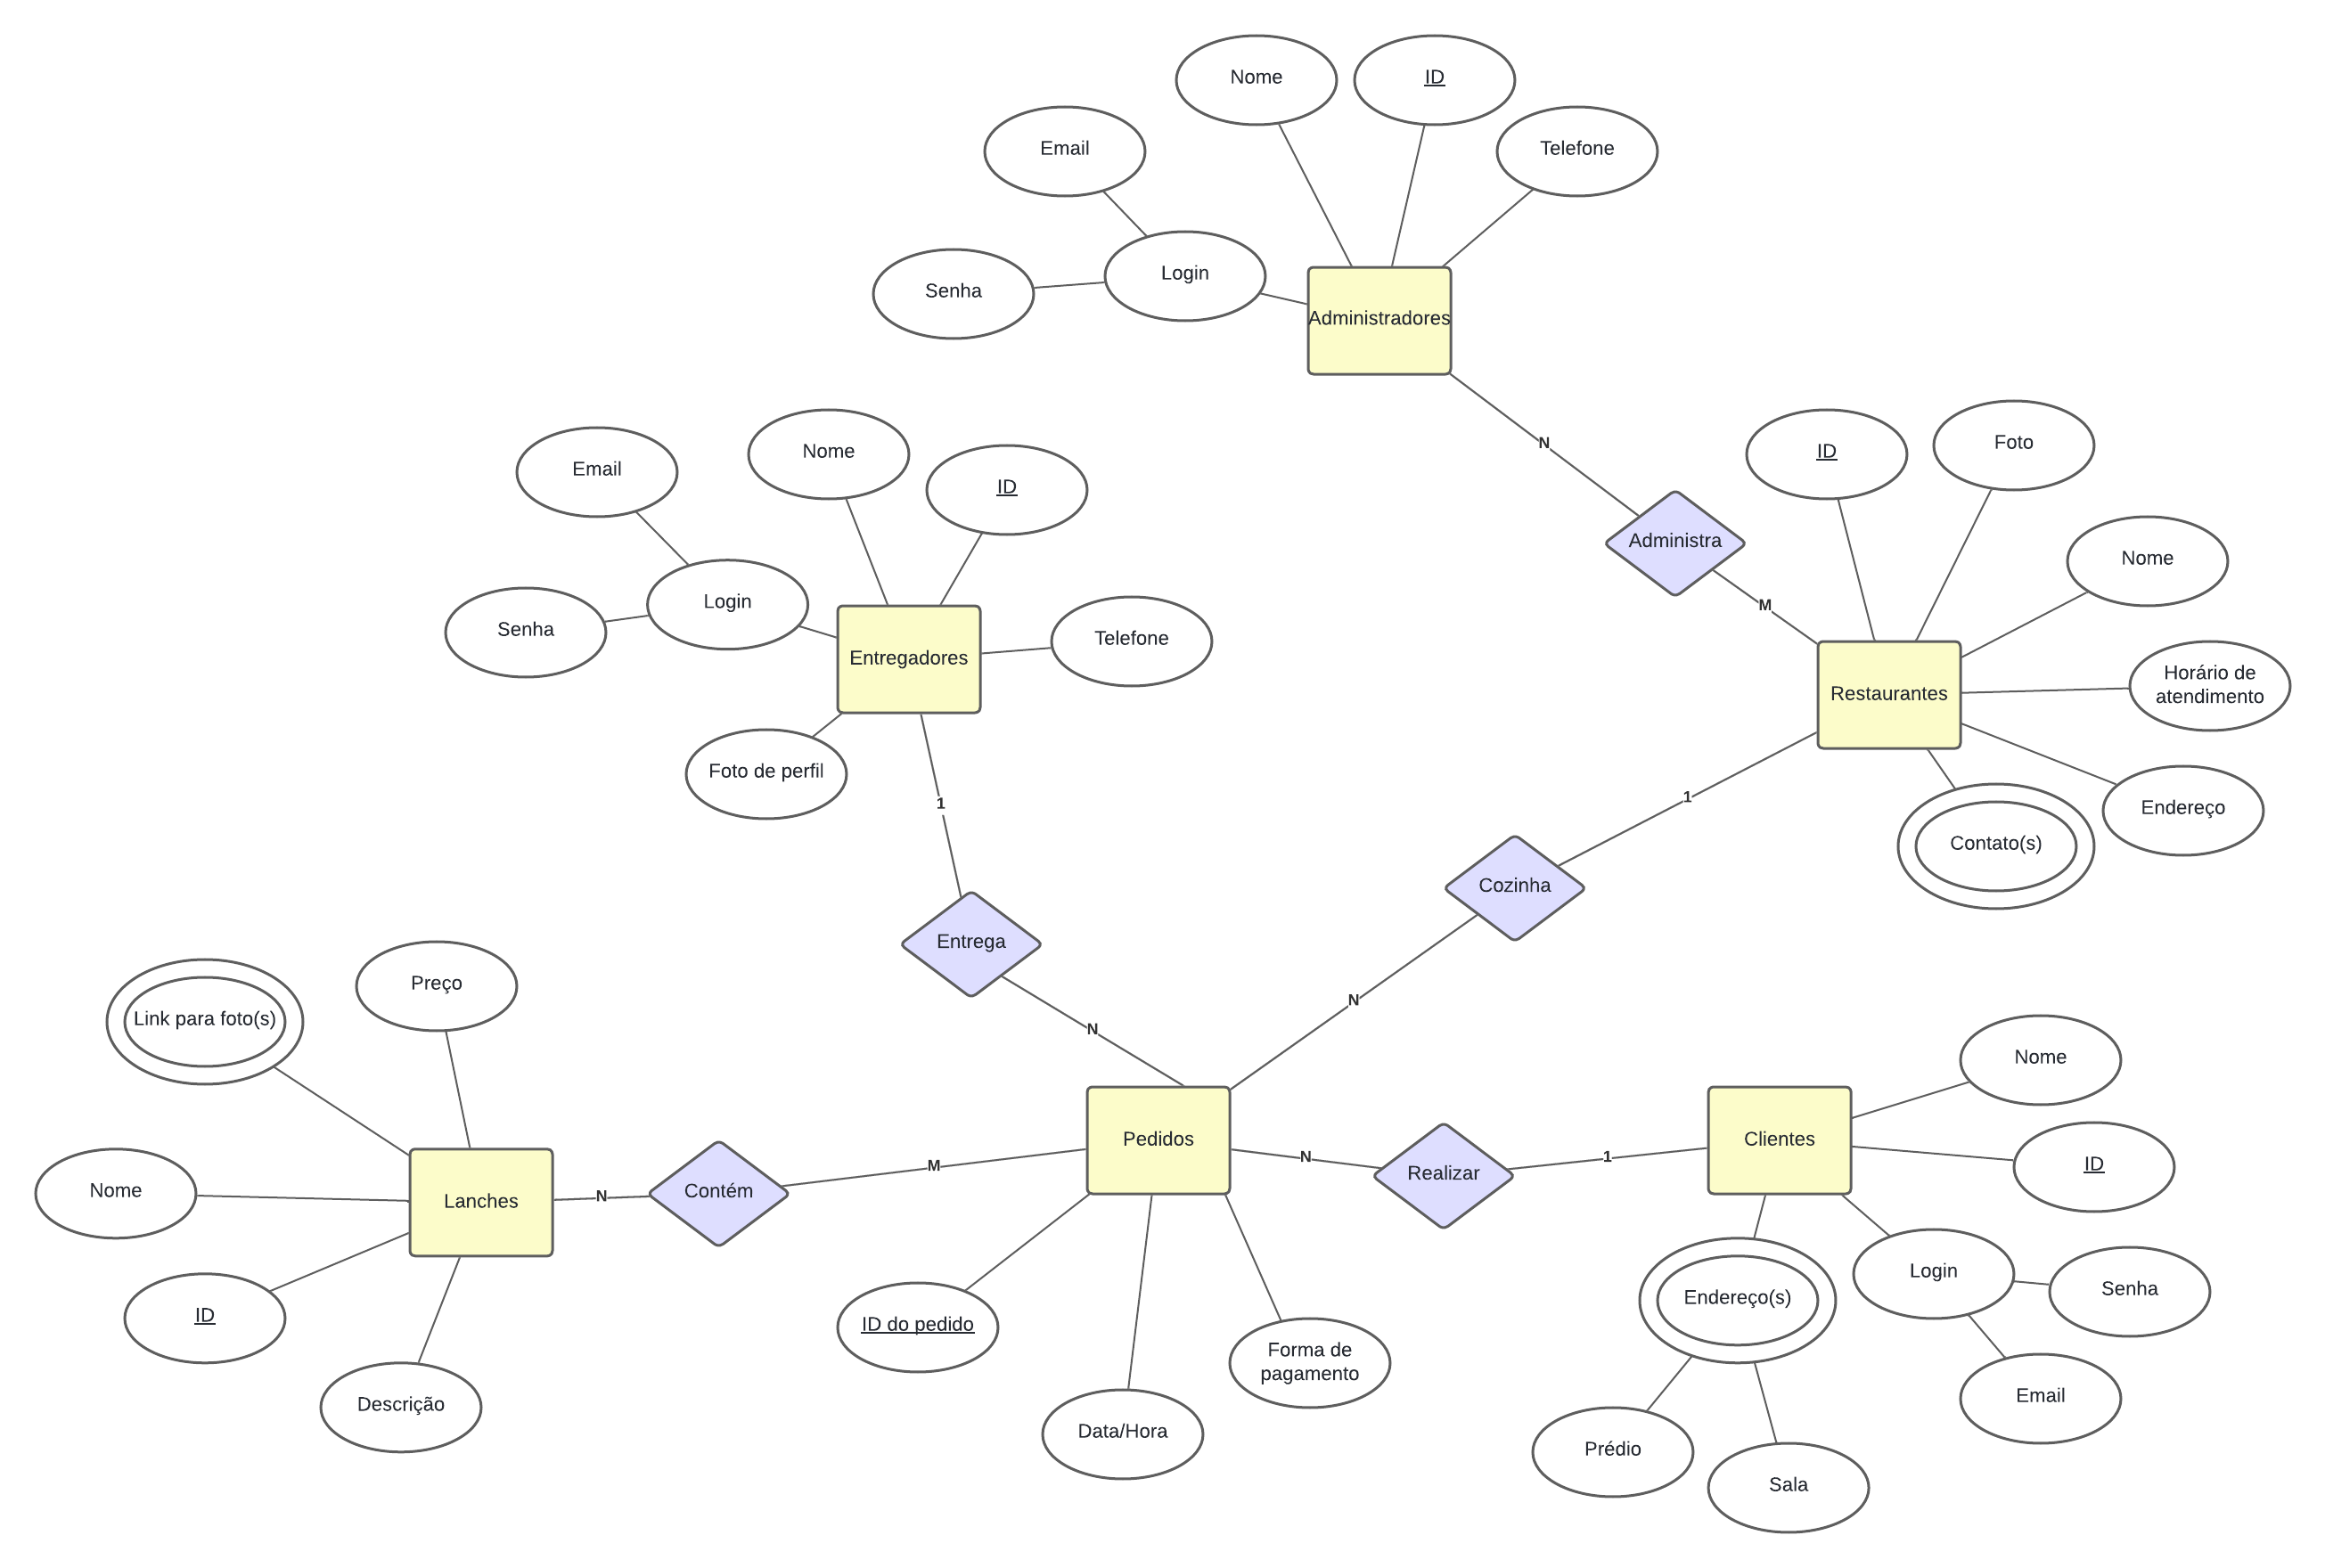 Nome
ID
Email
Telefone
Login
Senha
Administradores
N
Administra
M
ID
Foto
Nome
Horário de
atendimento
Restaurantes
Endereço
Contato(s)
Email
Nome
ID
Login
Senha
Telefone
Entregadores
Foto de perfil
1
1
Cozinha
Entrega
N
N
Preço
Link para foto(s)
Nome
Lanches
N
Contém
M
ID
Descrição
Pedidos
N
Realizar
1
Clientes
Nome
ID
Login
Senha
Email
Endereço(s)
Prédio
Sala
ID do pedido
Forma de
pagamento
Data/Hora